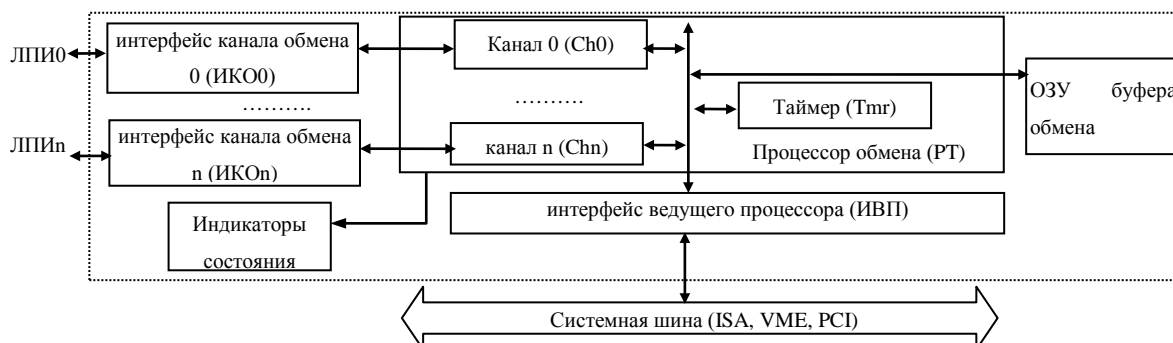 ЛПИ0
интерфейс канала обмена
0 (ИКО0)
Канал 0 (Ch0)
ОЗУ буфера
обмена
……….
……….
Таймер (Tmr)
ЛПИn
интерфейс канала обмена
n (ИКОn)
канал n (Chn)
Процессор обмена (PT)
Индикаторы
состояния
интерфейс ведущего процессора (ИВП)
Системная шина (ISA, VME, PCI)